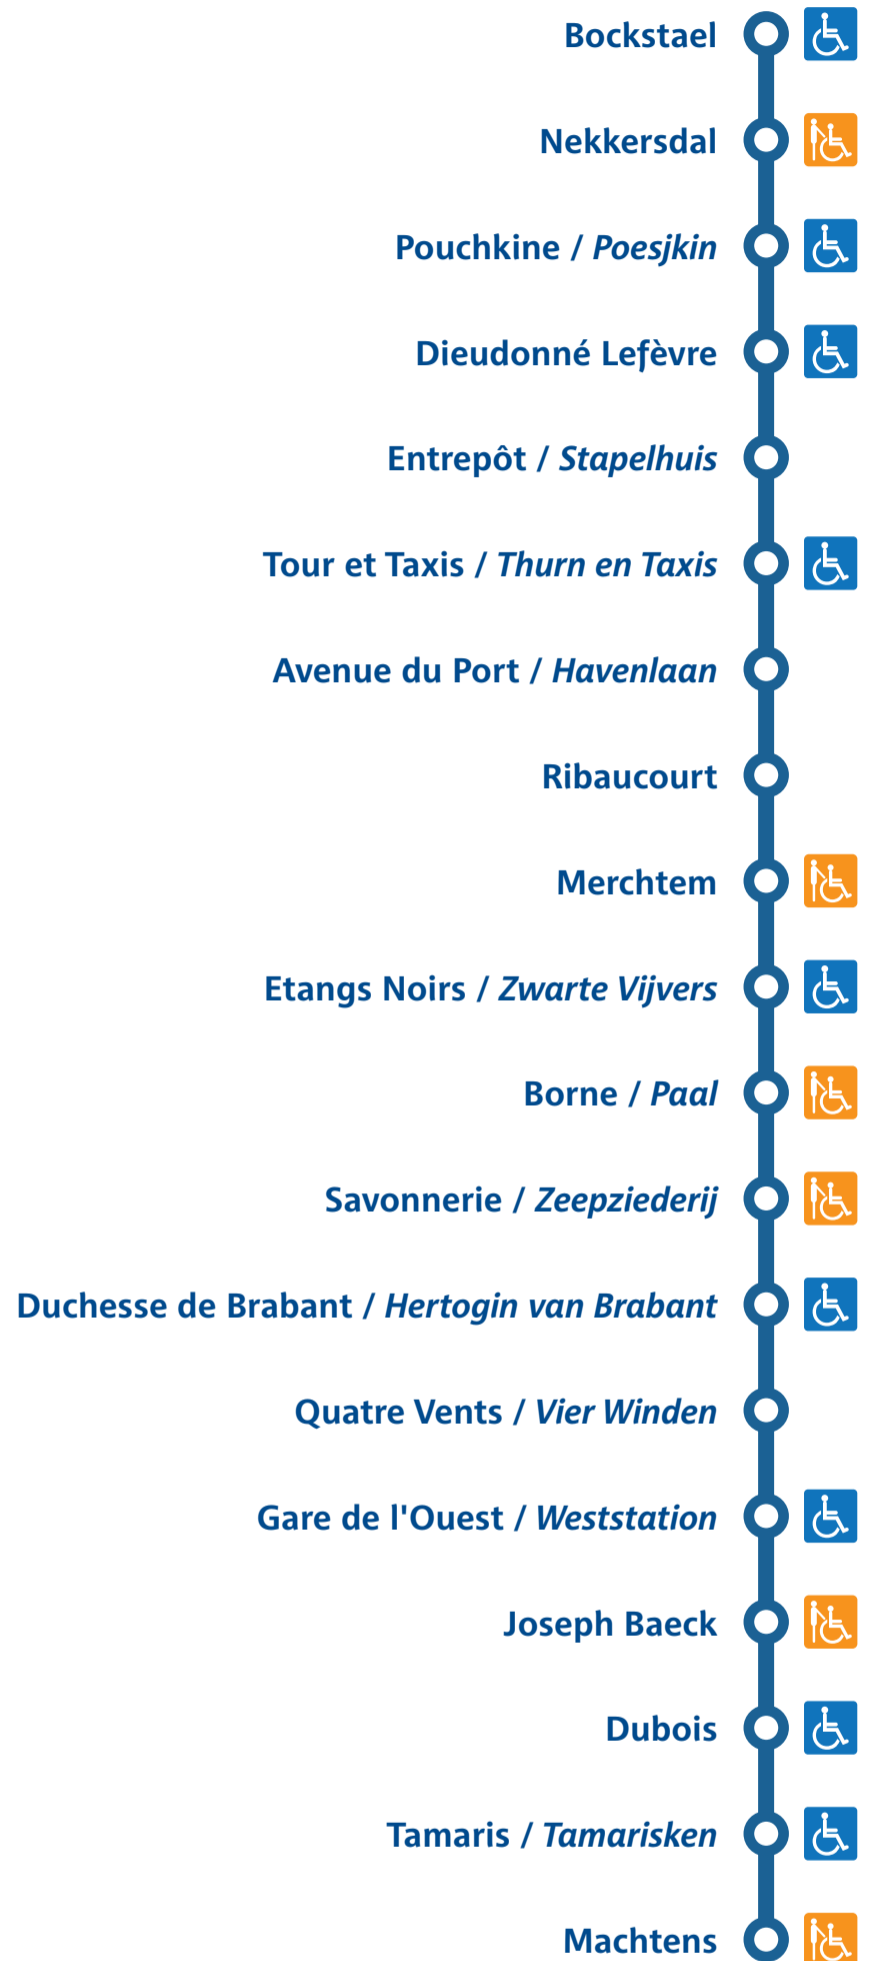 Bockstael
Nekkersdal
Pouchkine / Poesjkin
Dieudonné Lefèvre
Entrepôt / Stapelhuis
Tour et Taxis / Thurn en Taxis
Avenue du Port / Havenlaan
Ribaucourt
Merchtem
Etangs Noirs / Zwarte Vijvers
Borne / Paal
Savonnerie / Zeepziederij
Duchesse de Brabant / Hertogin van Brabant
Quatre Vents / Vier Winden
Gare de l'Ouest / Weststation
Joseph Baeck
Dubois
Tamaris / Tamarisken
Machtens